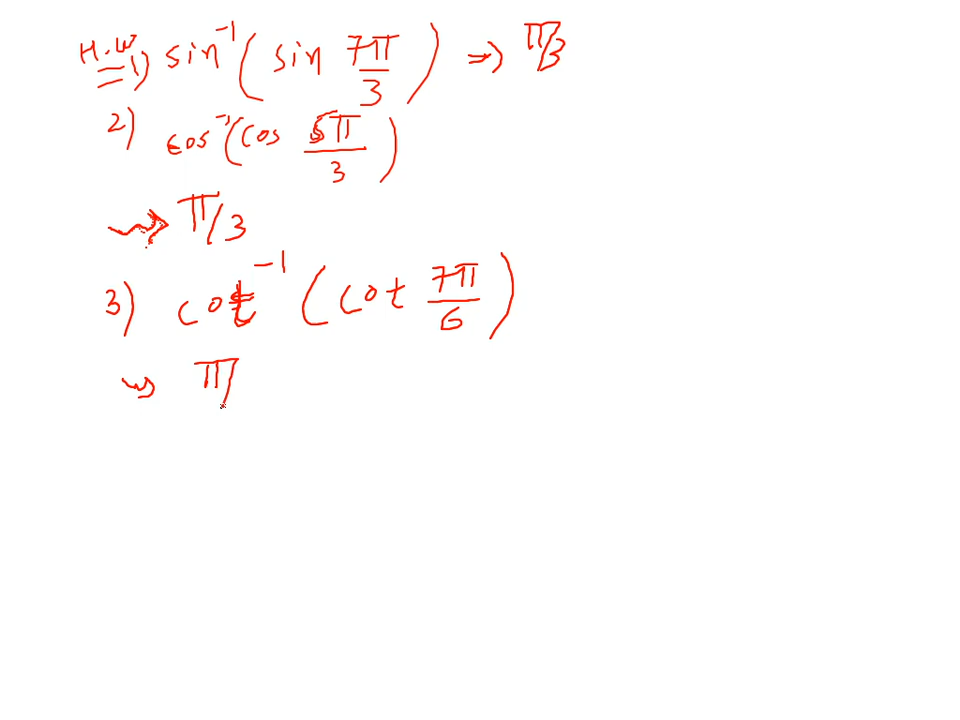 H.W 1) sin⁻¹(sin 7π/3) ⇒ π/3
2) cos⁻¹(cos 5π/3)
⇝ π/3
3) cot⁻¹(cot 7π/6)
⇝ π/